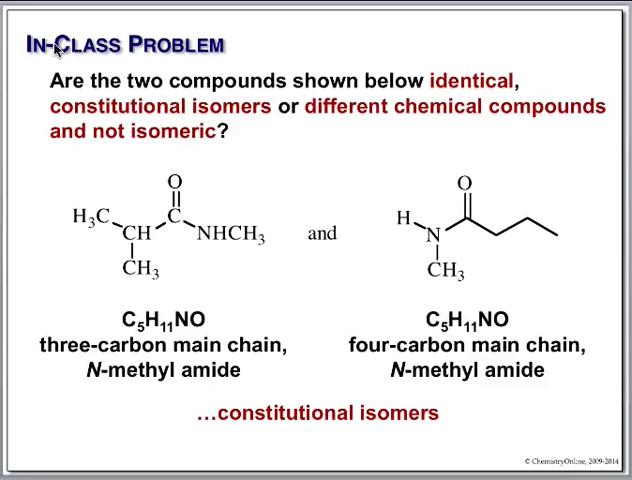 IN-CLASS PROBLEM
Are the two compounds shown below identical,
constitutional isomers or different chemical compounds
and not isomeric?
O
H₃C
C
CH
NHCH₃
CH₃
and
O
H
N
CH₃
C₅H₁₁NO
three-carbon main chain,
N-methyl amide
C₅H₁₁NO
four-carbon main chain,
N-methyl amide
…constitutional isomers
© ChemistryOnline, 2009-2014